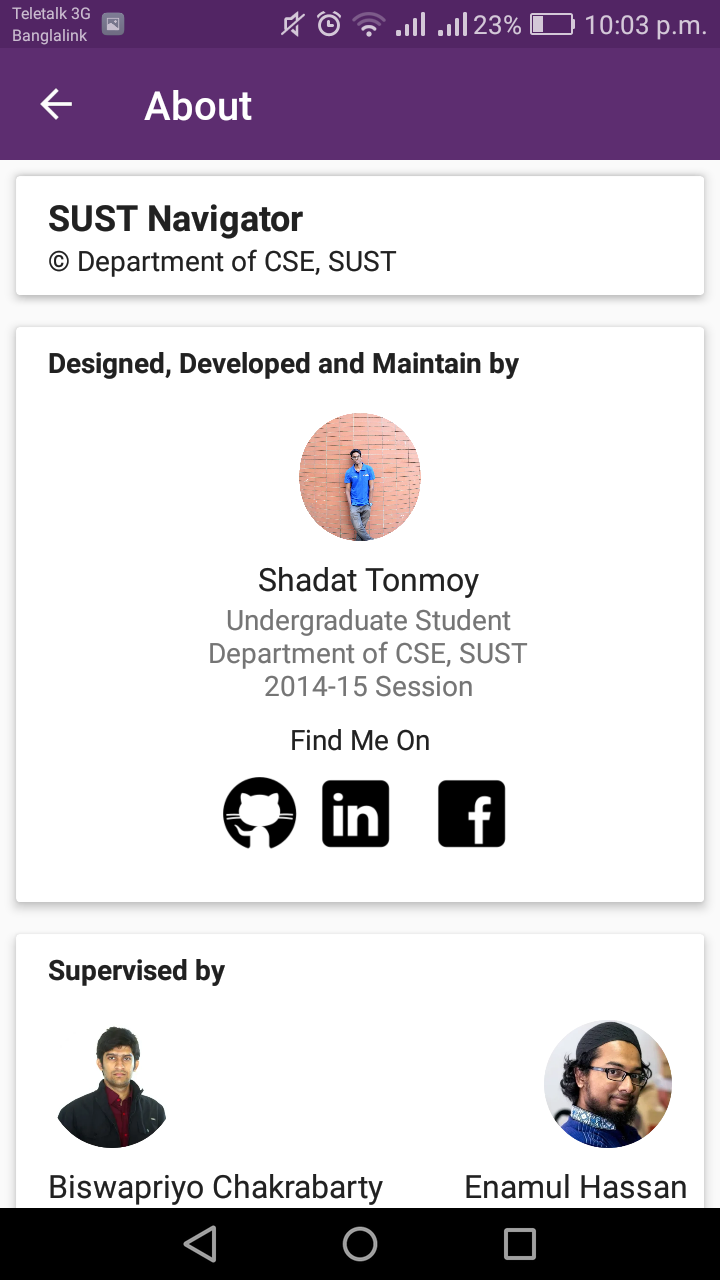 Teletalk 3G
Banglalink
23%
10:03 p.m.
About
SUST Navigator
© Department of CSE, SUST
Designed, Developed and Maintain by
Shadat Tonmoy
Undergraduate Student
Department of CSE, SUST
2014-15 Session
Find Me On
in
f
Supervised by
Biswapriyo Chakrabarty
Enamul Hassan